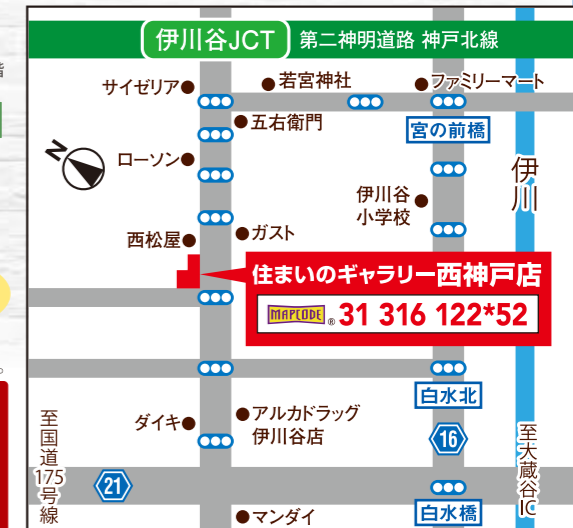 伊川谷JCT 第二神明道路 神戸北線
サイゼリア
若宮神社
ファミリーマート
五右衛門
宮の前橋
N
ローソン
伊川
伊川谷
小学校
西松屋
ガスト
住まいのギャラリー西神戸店
MAPCODE ® 31 316 122*52
白水北
ダイキ
アルカドラッグ
伊川谷店
16
至国道175号線
至大蔵谷IC
21
白水橋
マンダイ